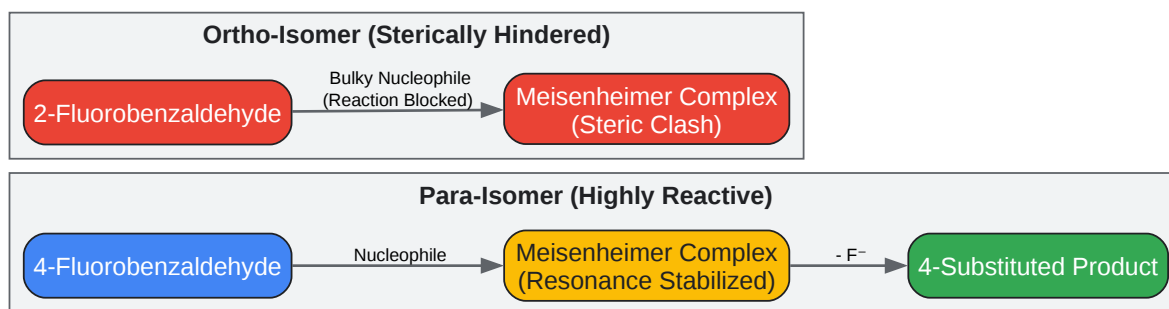 Ortho-Isomer (Sterically Hindered)
2-Fluorobenzaldehyde
Bulky Nucleophile
(Reaction Blocked)
Meisenheimer Complex
(Steric Clash)
Para-Isomer (Highly Reactive)
4-Fluorobenzaldehyde
Nucleophile
Meisenheimer Complex
(Resonance Stabilized)
- F⁻
4-Substituted Product